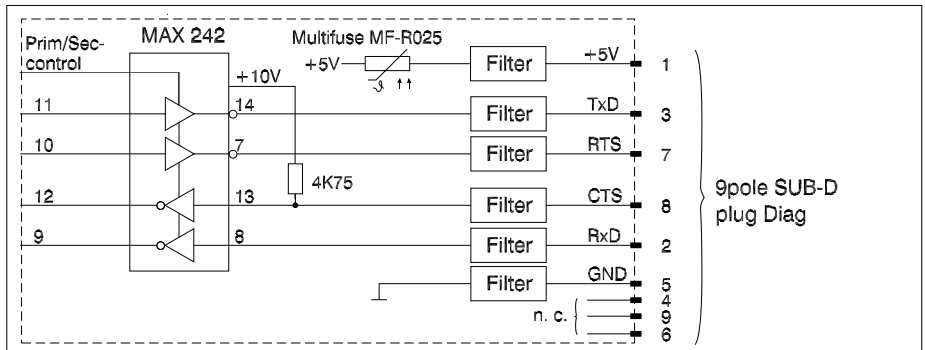 MAX 242
Multifuse MF-R025
Prim/Sec-
control
+10V
+5V
ϑ
Filter
+5V
1
11
14
Filter
TxD
3
10
7
Filter
RTS
7
4K75
12
13
Filter
CTS
8
9
8
Filter
RxD
2
Filter
GND
5
n. c.
4
9
6
9pole SUB-D
plug Diag